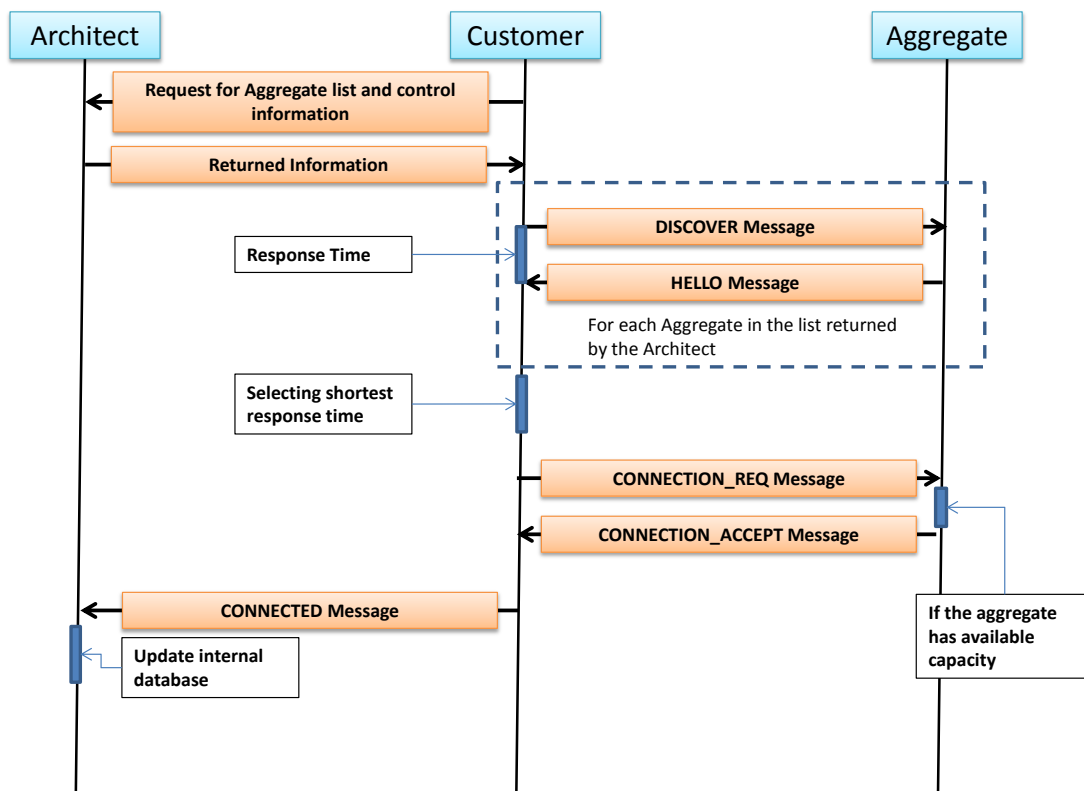 Architect
Customer
Aggregate
Request for Aggregate list and control
information
Returned Information
DISCOVER Message
Response Time
HELLO Message
For each Aggregate in the list returned
by the Architect
Selecting shortest
response time
CONNECTION_REQ Message
CONNECTION_ACCEPT Message
CONNECTED Message
If the aggregate
has available
capacity
Update internal
database